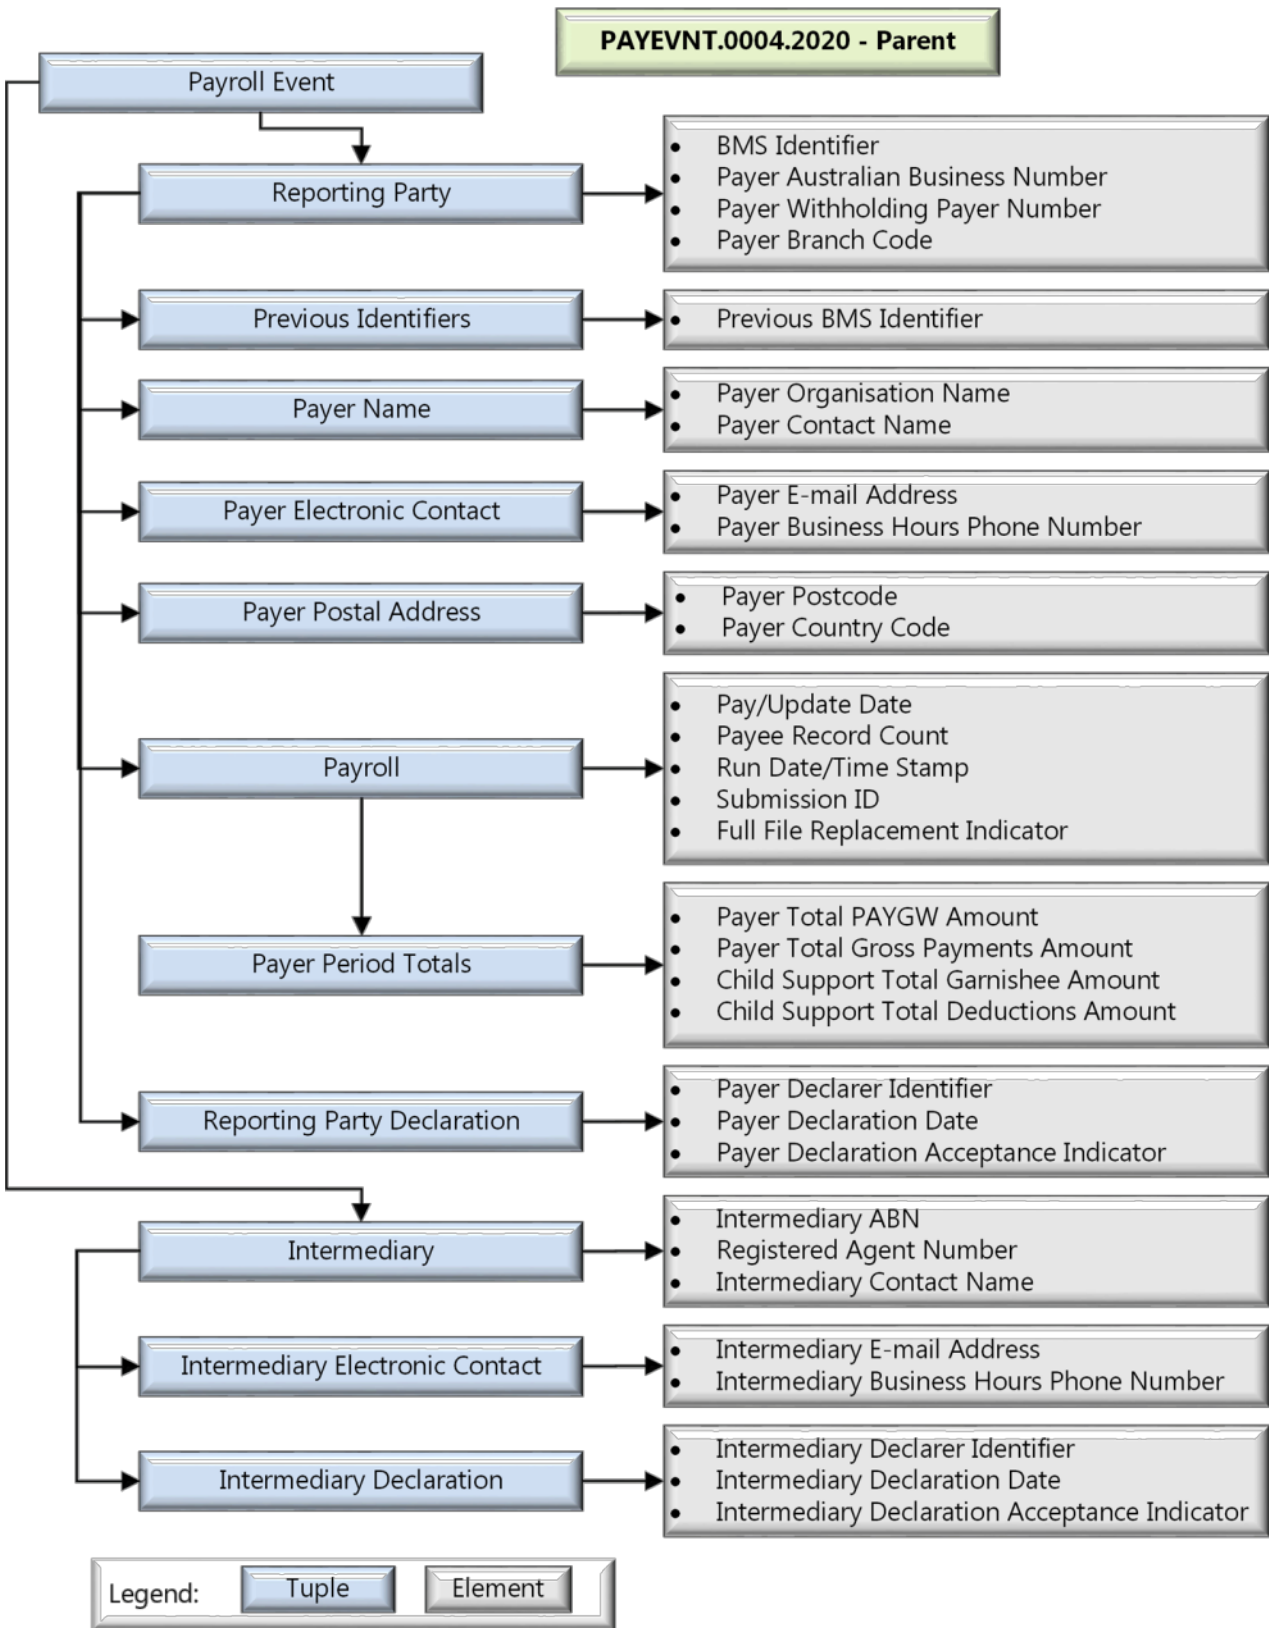 PAYEVNT.0004.2020 - Parent
Payroll Event
Reporting Party
• BMS Identifier
• Payer Australian Business Number
• Payer Withholding Payer Number
• Payer Branch Code
Previous Identifiers
• Previous BMS Identifier
Payer Name
• Payer Organisation Name
• Payer Contact Name
Payer Electronic Contact
• Payer E-mail Address
• Payer Business Hours Phone Number
Payer Postal Address
• Payer Postcode
• Payer Country Code
Payroll
• Pay/Update Date
• Payee Record Count
• Run Date/Time Stamp
• Submission ID
• Full File Replacement Indicator
Payer Period Totals
• Payer Total PAYGW Amount
• Payer Total Gross Payments Amount
• Child Support Total Garnishee Amount
• Child Support Total Deductions Amount
Reporting Party Declaration
• Payer Declarer Identifier
• Payer Declaration Date
• Payer Declaration Acceptance Indicator
Intermediary
• Intermediary ABN
• Registered Agent Number
• Intermediary Contact Name
Intermediary Electronic Contact
• Intermediary E-mail Address
• Intermediary Business Hours Phone Number
Intermediary Declaration
• Intermediary Declarer Identifier
• Intermediary Declaration Date
• Intermediary Declaration Acceptance Indicator
Legend: Tuple Element